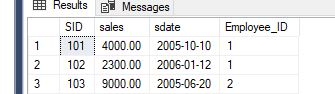 Results Messages
SID sales sdate Employee_ID
1 101 4000.00 2005-10-10 1
2 102 2300.00 2006-01-12 1
3 103 9000.00 2005-06-20 2